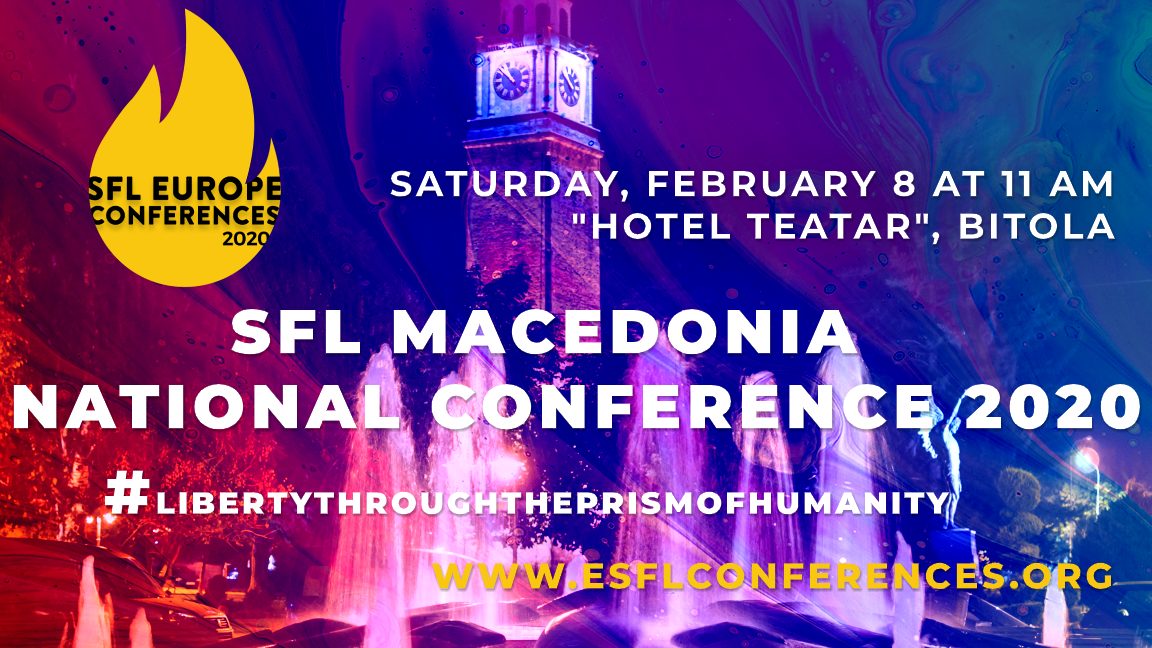 SFL EUROPE
CONFERENCES
2020
SATURDAY, FEBRUARY 8 AT 11 AM
"HOTEL TEATAR", BITOLA
SFL MACEDONIA
NATIONAL CONFERENCE 2020
#LIBERTYTHROUGHTHEPRISMOFHUMANITY
WWW.ESFLCONFERENCES.ORG